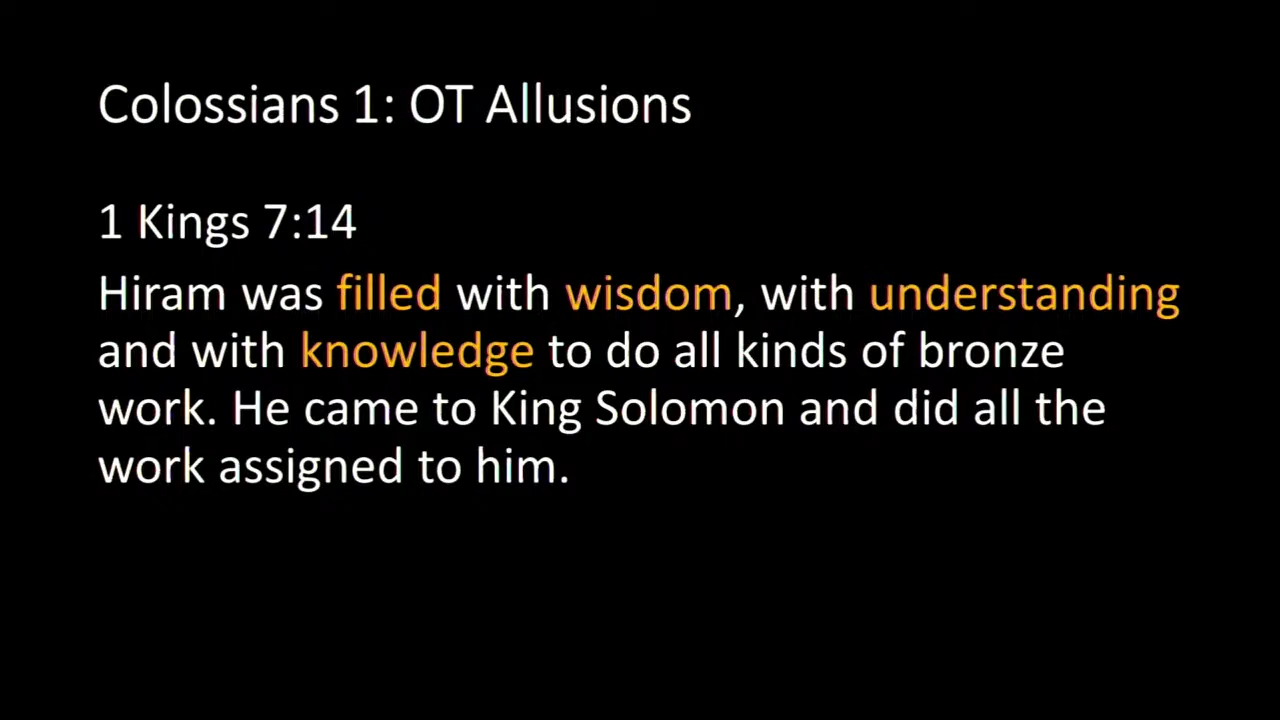 Colossians 1: OT Allusions
1 Kings 7:14
Hiram was filled with wisdom, with understanding
and with knowledge to do all kinds of bronze
work. He came to King Solomon and did all the
work assigned to him.